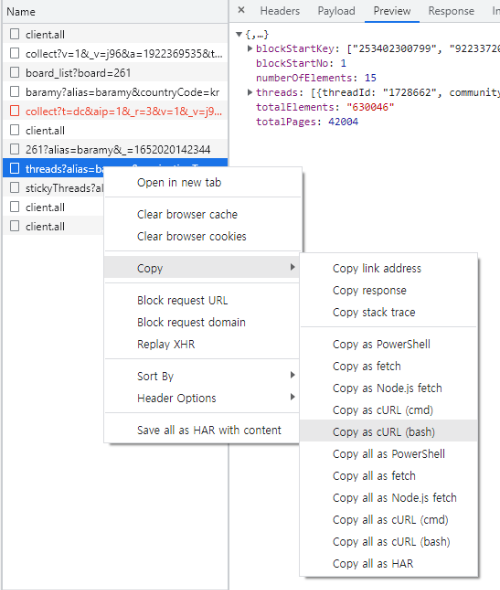 Name
client.all
collect?v=1&_v=j96&a=1922369535&t...
board_list?board=261
baramy?alias=baramy&countryCode=kr
collect?t=dc&aip=1&_r=3&v=1&_v=j9...
client.all
261?alias=baramy&_=1652020142344
threads?alias=ba
stickyThreads?al
client.all
client.all
Headers Payload Preview Response
{,…}
blockStartKey: ["253402300799", "9223372
blockStartNo: 1
numberOfElements: 15
threads: [{threadId: "1728662", communit
totalElements: "630046"
totalPages: 42004
Open in new tab
Clear browser cache
Clear browser cookies
Copy
Block request URL
Block request domain
Replay XHR
Sort By
Header Options
Save all as HAR with content
Copy link address
Copy response
Copy stack trace
Copy as PowerShell
Copy as fetch
Copy as Node.js fetch
Copy as cURL (cmd)
Copy as cURL (bash)
Copy all as PowerShell
Copy all as fetch
Copy all as Node.js fetch
Copy all as cURL (cmd)
Copy all as cURL (bash)
Copy all as HAR